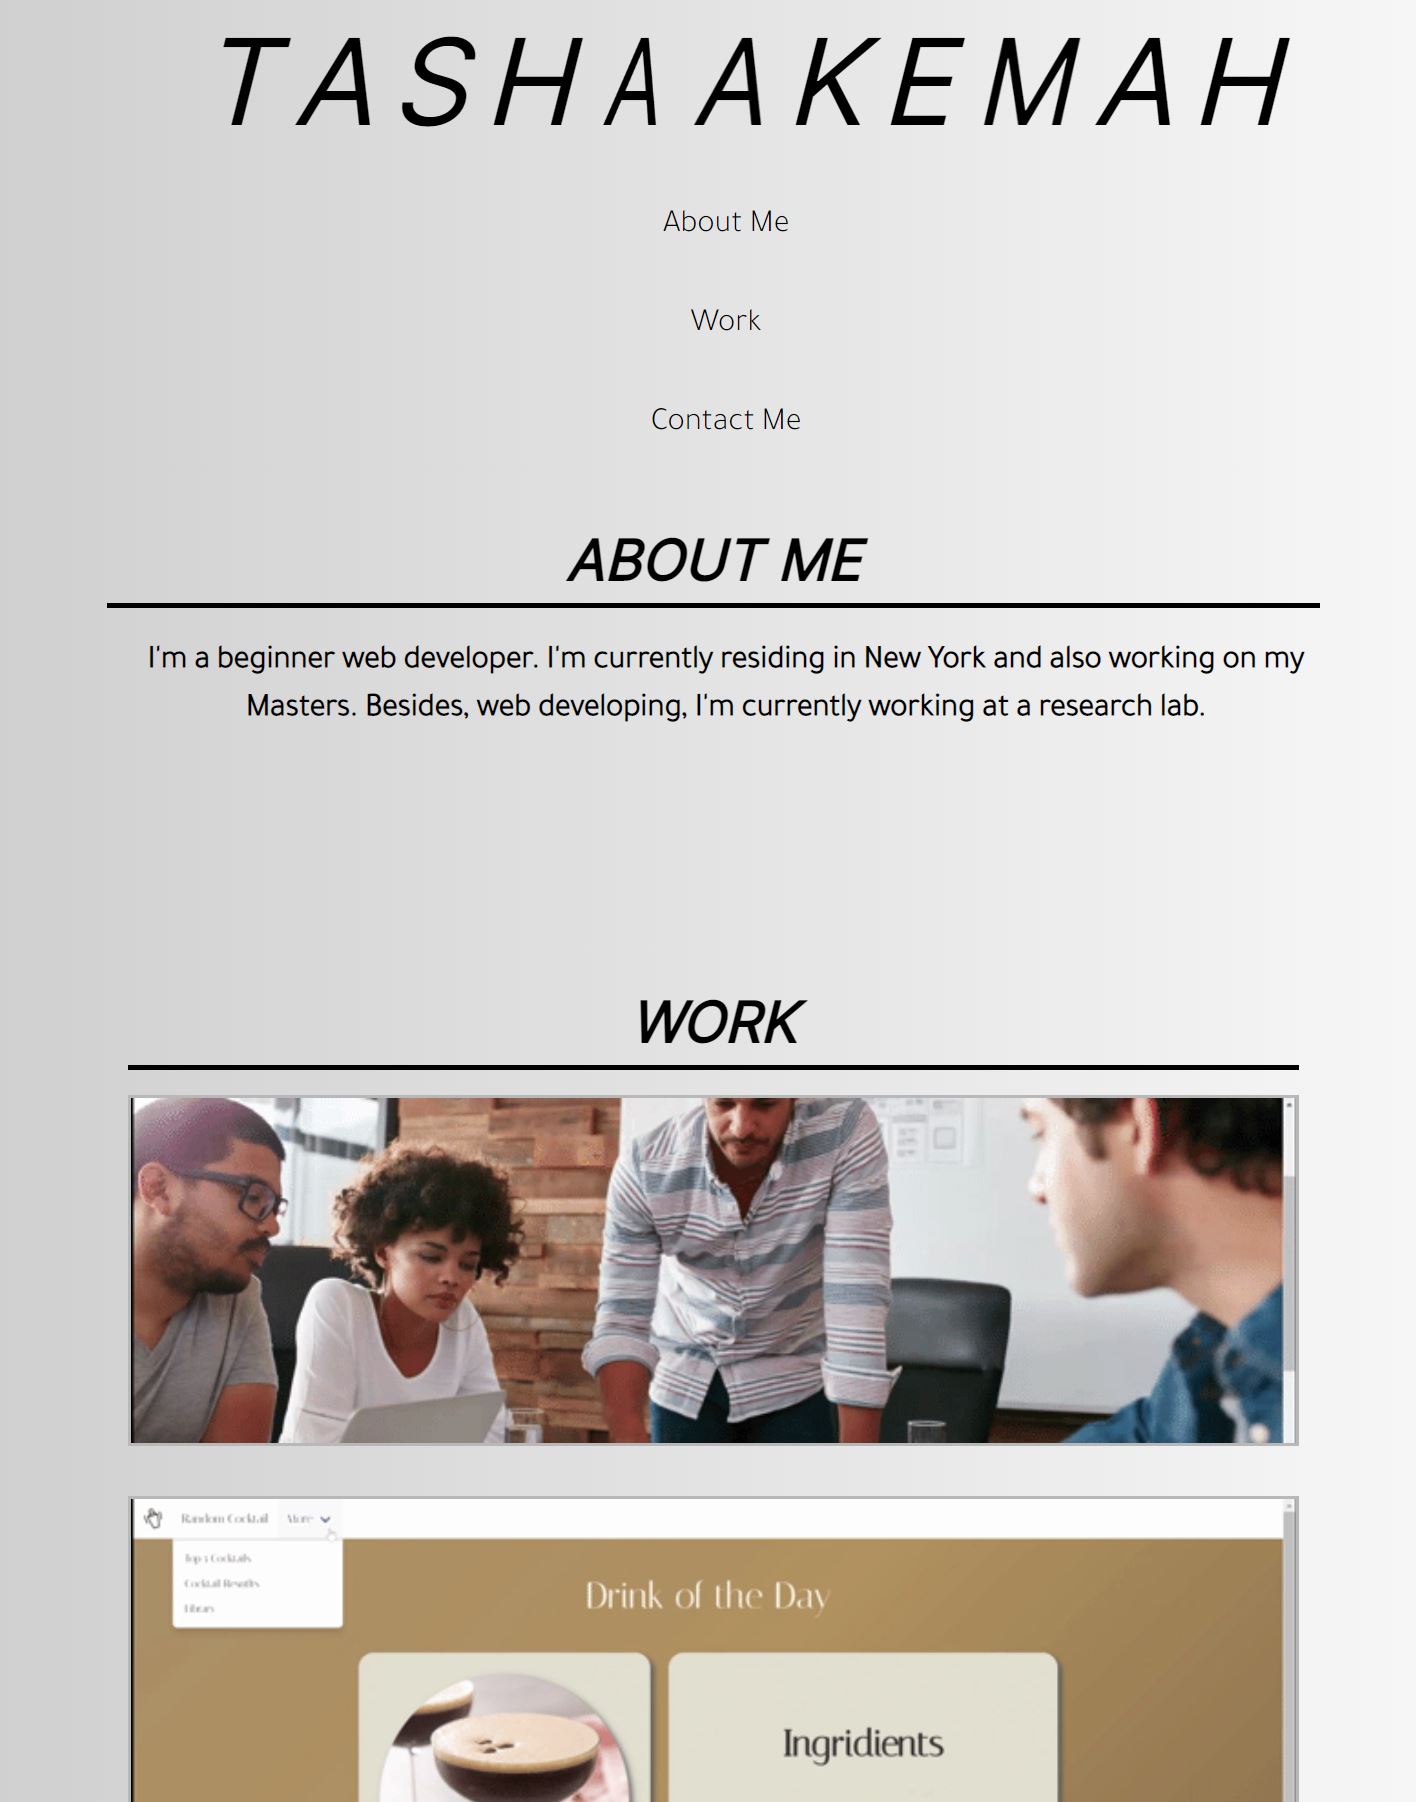 TASHAAKEMAH
About Me
Work
Contact Me
ABOUT ME
I'm a beginner web developer. I'm currently residing in New York and also working on my
Masters. Besides, web developing, I'm currently working at a research lab.
WORK
Random Cocktail More
Top 5 Cocktails
Cocktail Results
Library
Drink of the Day
Ingridients